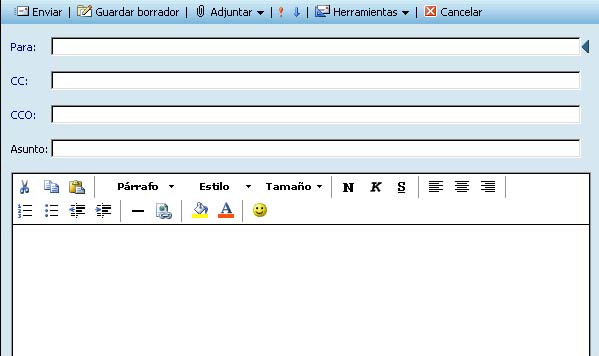 Enviar | Guardar borrador | Adjuntar | ! | Herramientas | Cancelar
Para:
CC:
CCO:
Asunto:
Párrafo Estilo Tamaño N K S
A